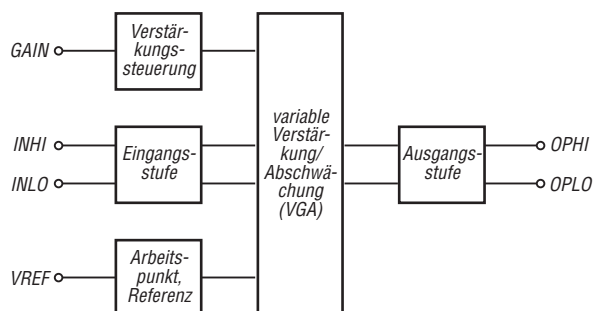 GAIN
Verstär-
kungs-
steuerung
INHI
INLO
Eingangs-
stufe
variable
Verstär-
kung/
Abschwä-
chung
(VGA)
Ausgangs-
stufe
OPHI
OPLO
VREF
Arbeits-
punkt,
Referenz